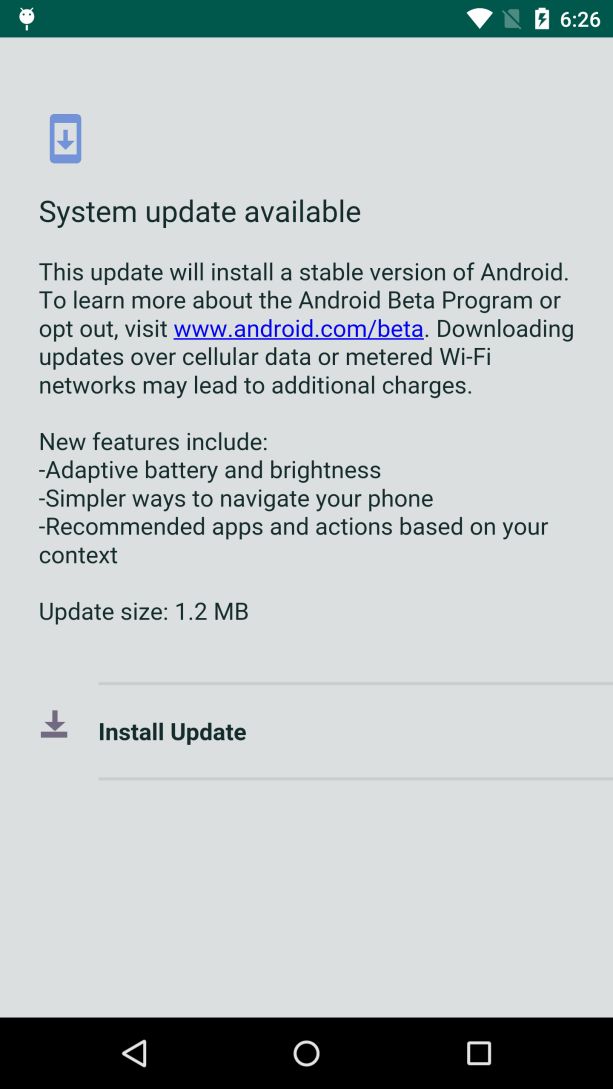 6:26
System update available
This update will install a stable version of Android.
To learn more about the Android Beta Program or
opt out, visit www.android.com/beta. Downloading
updates over cellular data or metered Wi-Fi
networks may lead to additional charges.
New features include:
-Adaptive battery and brightness
-Simpler ways to navigate your phone
-Recommended apps and actions based on your
context
Update size: 1.2 MB
Install Update